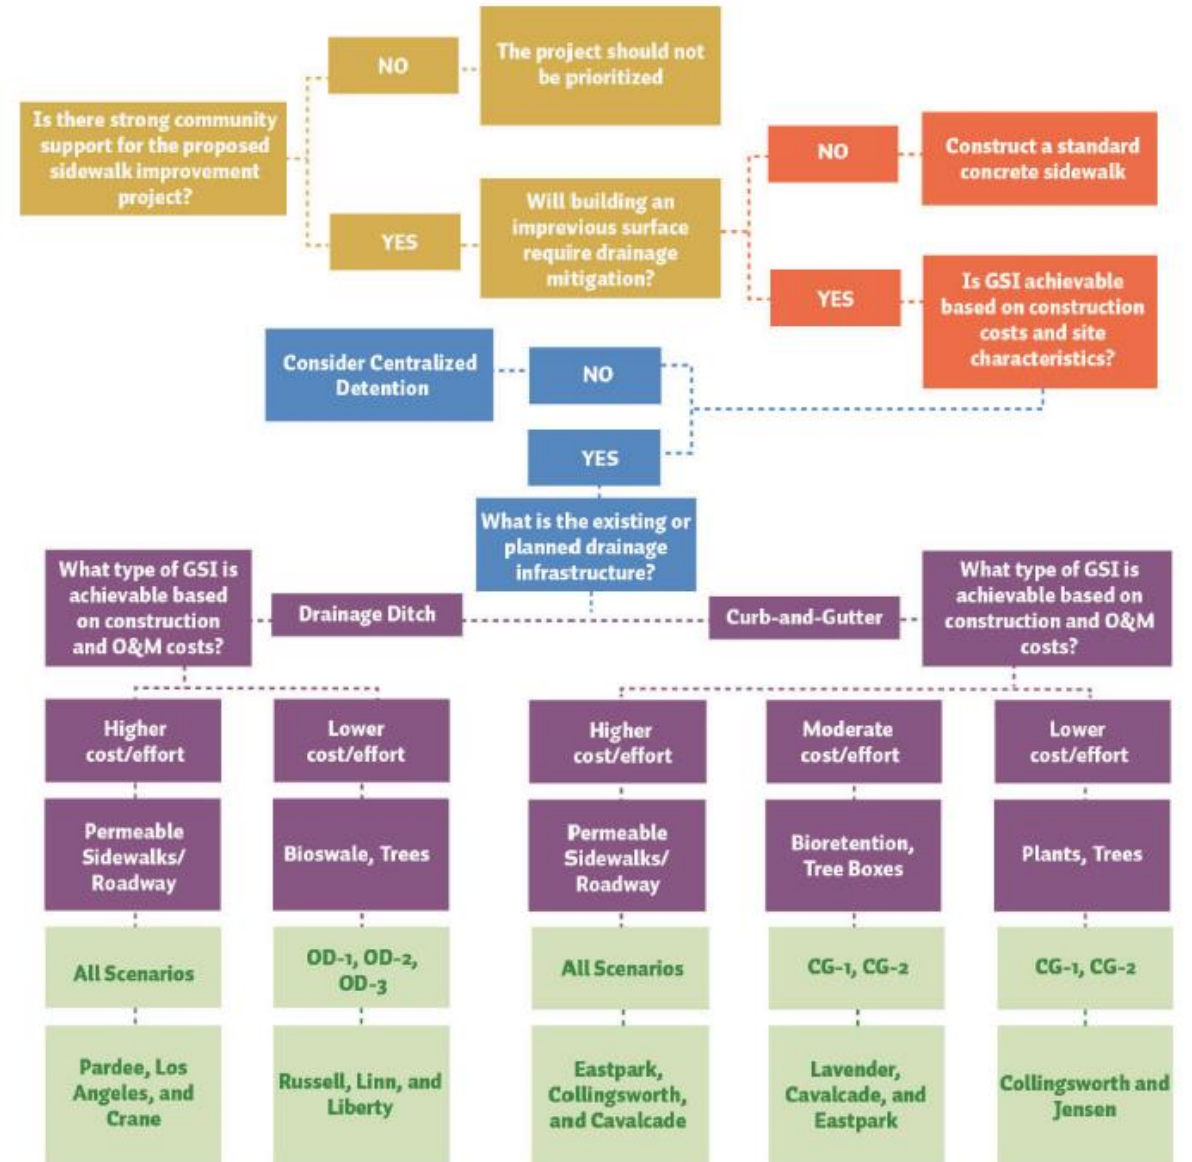 NO
The project should not
be prioritized
Is there strong community
support for the proposed
sidewalk improvement
project?
YES
Will building an
imprevious surface
require drainage
mitigation?
NO
Construct a standard
concrete sidewalk
YES
Is GSI achievable
based on construction
costs and site
characteristics?
Consider Centralized
Detention
NO
YES
What is the existing or
planned drainage
infrastructure?
What type of GSI is
achievable based
on construction
and O&M costs?
Drainage Ditch
Curb-and-Gutter
What type of GSI is
achievable based on
construction and O&M
costs?
Higher
cost/effort
Lower
cost/effort
Higher
cost/effort
Moderate
cost/effort
Lower
cost/effort
Permeable
Sidewalks/
Roadway
Bioswale, Trees
Permeable
Sidewalks/
Roadway
Bioretention,
Tree Boxes
Plants, Trees
All Scenarios
OD-1, OD-2,
OD-3
All Scenarios
CG-1, CG-2
CG-1, CG-2
Pardee, Los
Angeles, and
Crane
Russell, Linn, and
Liberty
Eastpark,
Collingsworth,
and Cavalcade
Lavender,
Cavalcade, and
Eastpark
Collingsworth and
Jensen